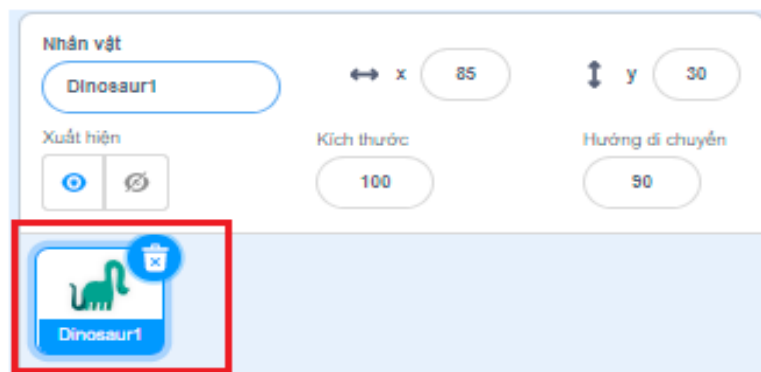 Nhân vật
Dinosaur1
x 85
y 30
Xuất hiện
Kích thước
Hướng di chuyển
100
90
Dinosaur1